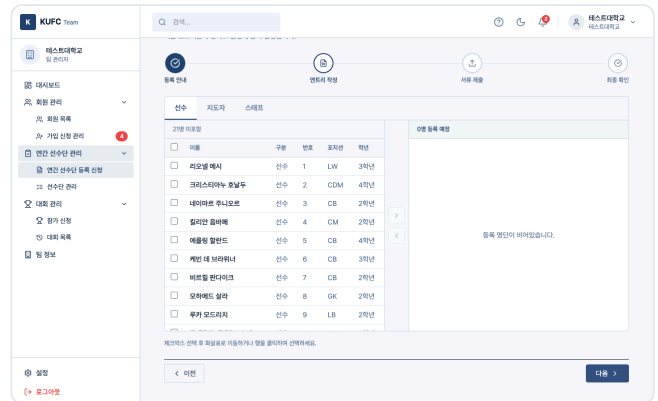 K KUFC Team
검색...
테스트대학교
테스트대학교
테스트대학교
팀 관리자
대시보드
회원 관리
회원 목록
가입 신청 관리 4
연간 선수단 관리
연간 선수단 등록 신청
선수단 관리
대회 관리
참가 신청
대회 목록
팀 정보
설정
로그아웃
등록 안내
엔트리 작성
서류 제출
최종 확인
선수 지도자 스태프
21명 미포함
이름 구분 번호 포지션 학년
리오넬 메시 선수 1 LW 3학년
크리스티아누 호날두 선수 2 CDM 4학년
네이마르 주니오르 선수 3 CB 2학년
킬리안 음바페 선수 4 CM 2학년
에를링 할란드 선수 5 CB 4학년
케빈 데 브라위너 선수 6 CB 3학년
버르힐 판다이크 선수 7 CB 2학년
모하메드 살라 선수 8 GK 2학년
루카 모드리치 선수 9 LB 2학년
0명 등록 예정
등록 명단이 비어있습니다.
체크박스 선택 후 화살표로 이동하거나 행을 클릭하여 선택하세요.
이전
다음